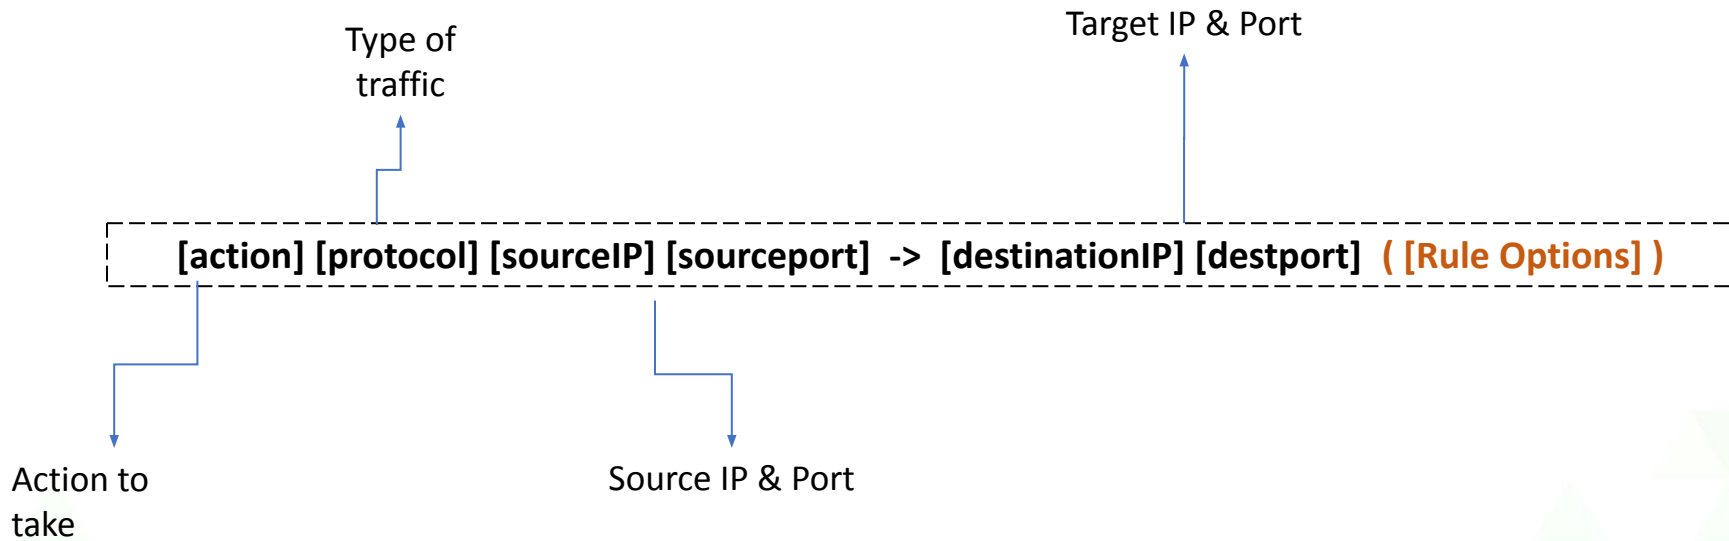 Type of
traffic
Target IP & Port
[action] [protocol] [sourceIP] [sourceport] -> [destinationIP] [destport] ( [Rule Options] )
Action to
take
Source IP & Port